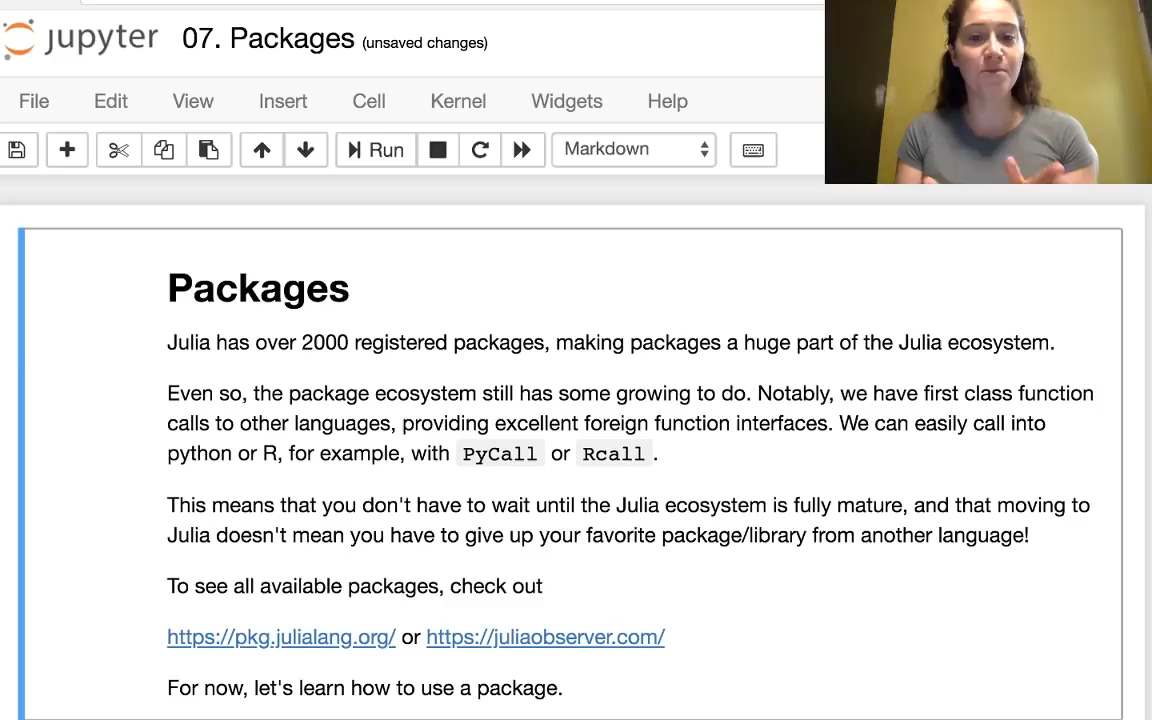 jupyter 07. Packages (unsaved changes)
File Edit View Insert Cell Kernel Widgets Help
Run Markdown
Packages
Julia has over 2000 registered packages, making packages a huge part of the Julia ecosystem.
Even so, the package ecosystem still has some growing to do. Notably, we have first class function
calls to other languages, providing excellent foreign function interfaces. We can easily call into
python or R, for example, with PyCall or Rcall.
This means that you don't have to wait until the Julia ecosystem is fully mature, and that moving to
Julia doesn't mean you have to give up your favorite package/library from another language!
To see all available packages, check out
https://pkg.julialang.org/ or https://juliaobserver.com/
For now, let's learn how to use a package.